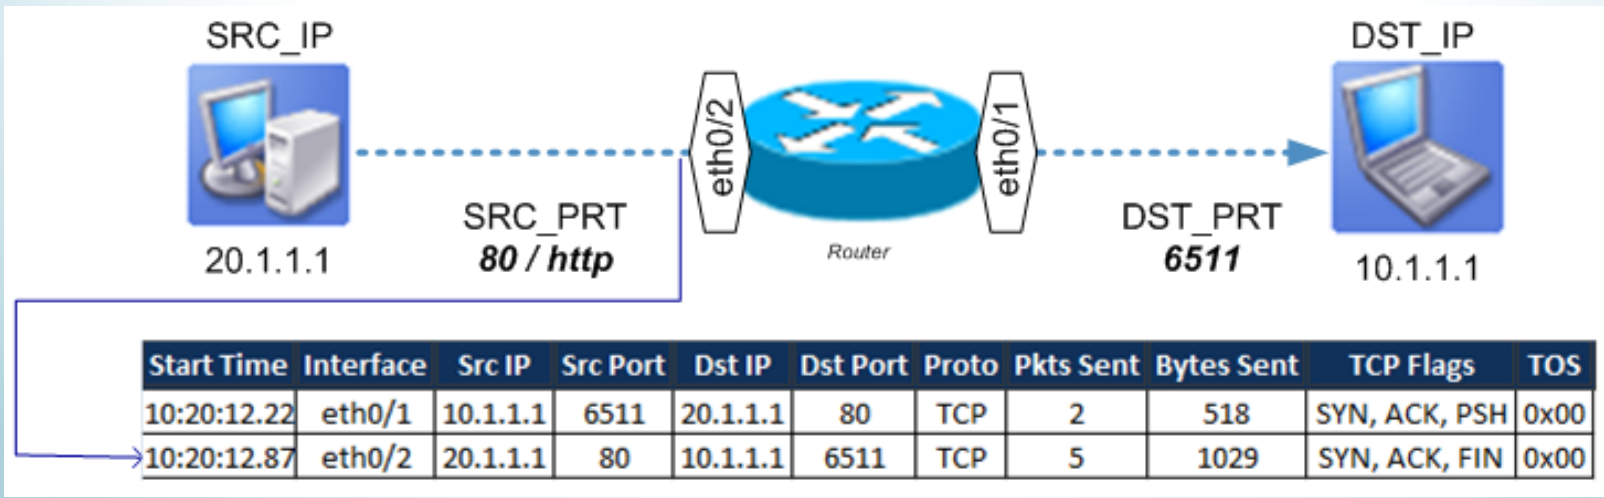 SRC_IP
DST_IP
eth0/2
eth0/1
SRC_PRT
80 / http
Router
DST_PRT
6511
20.1.1.1
10.1.1.1
Start Time Interface Src IP Src Port Dst IP Dst Port Proto Pkts Sent Bytes Sent TCP Flags TOS
10:20:12.22 eth0/1 10.1.1.1 6511 20.1.1.1 80 TCP 2 518 SYN, ACK, PSH 0x00
10:20:12.87 eth0/2 20.1.1.1 80 10.1.1.1 6511 TCP 5 1029 SYN, ACK, FIN 0x00